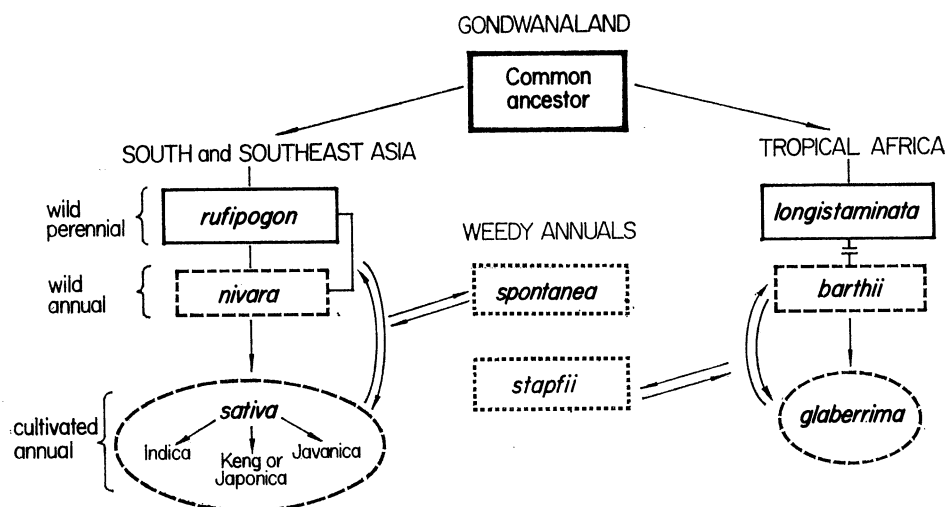 GONDWANALAND
Common
ancestor
SOUTH and SOUTHEAST ASIA
TROPICAL AFRICA
wild
perennial
rufipogon
longistaminata
WEEDY ANNUALS
wild
annual
nivara
spontanea
barthii
stapfii
cultivated
annual
sativa
Indica
Keng or
Japonica
Javanica
glaberrima